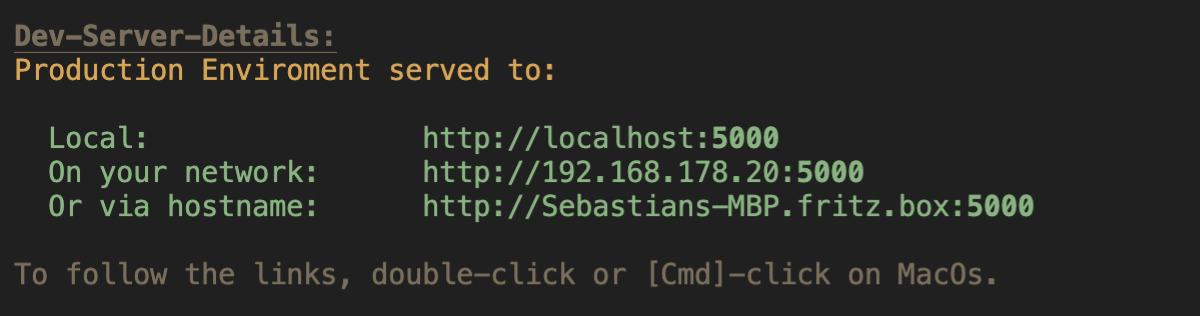 Dev-Server-Details:
Production Enviroment served to:
Local: http://localhost:5000
On your network: http://192.168.178.20:5000
Or via hostname: http://Sebastians-MBP.fritz.box:5000
To follow the links, double-click or [Cmd]-click on MacOs.